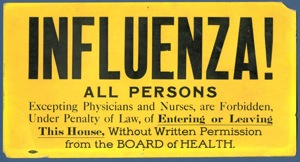 INFLUENZA!
ALL PERSONS
Excepting Physicians and Nurses, are Forbidden,
Under Penalty of Law, of Entering or Leaving
This House, Without Written Permission
from the BOARD of HEALTH.